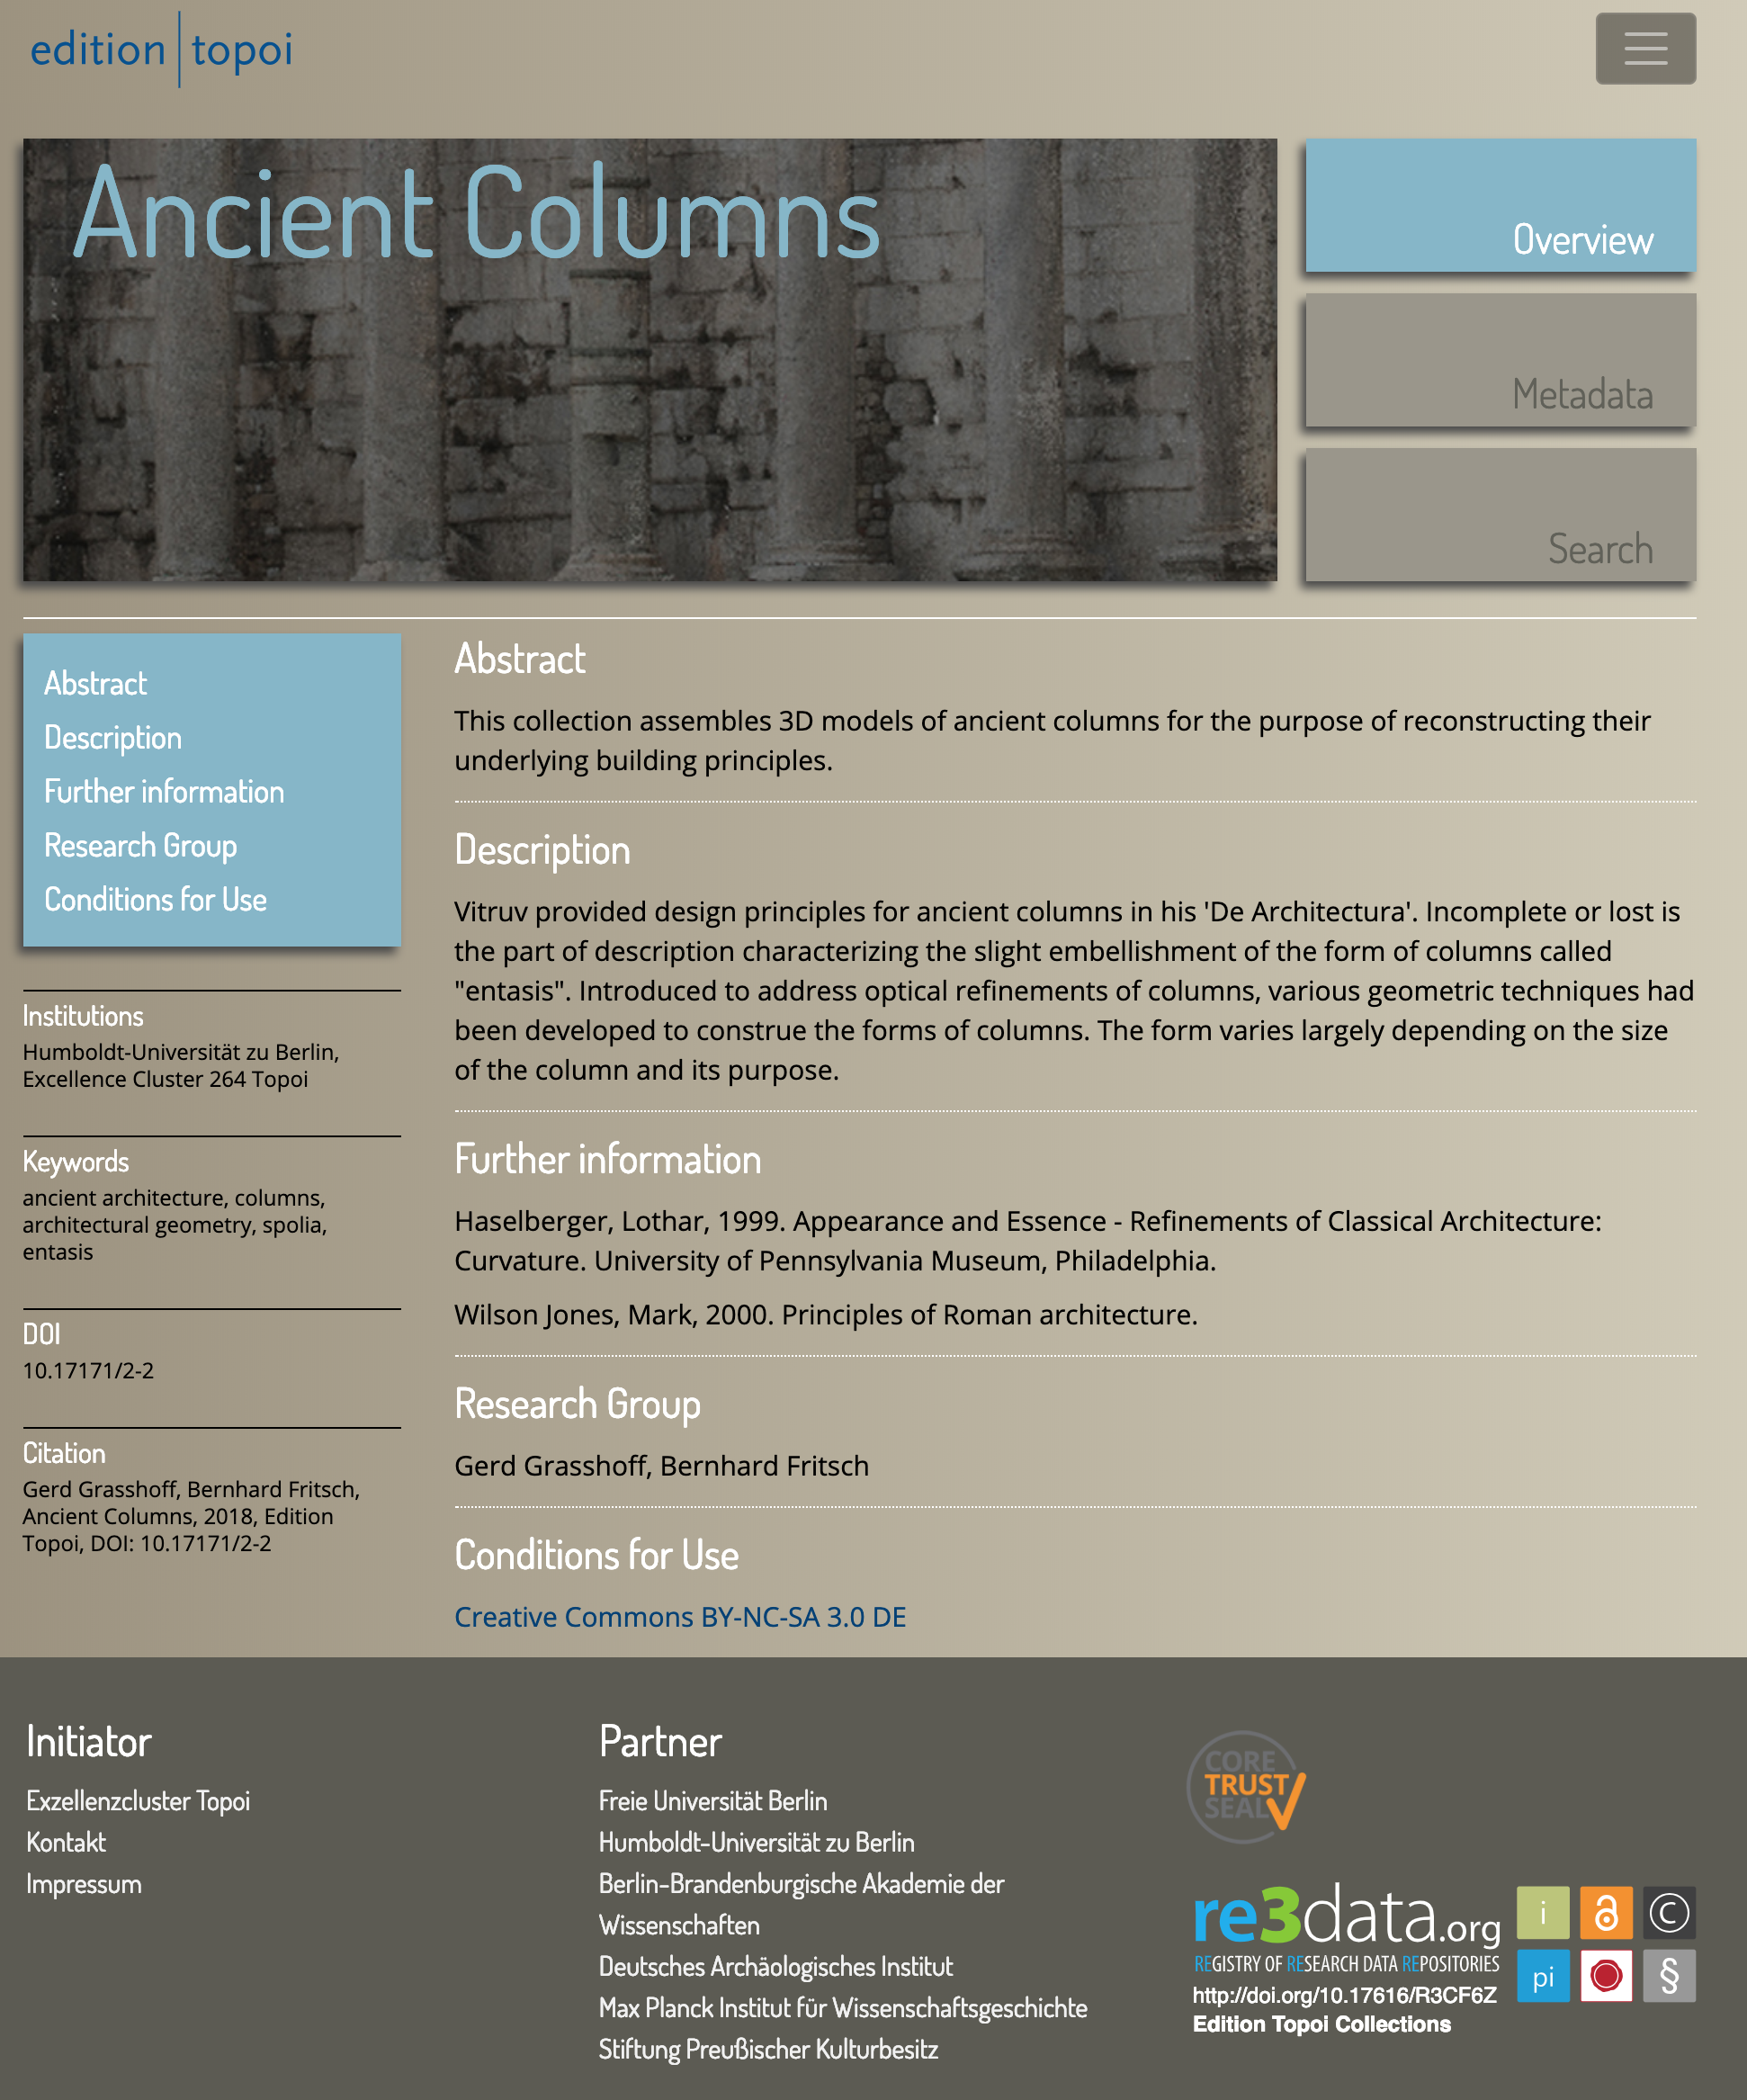 edition topoi
Ancient Columns
Overview
Metadata
Search
Abstract
Description
Further information
Research Group
Conditions for Use
Institutions
Humboldt-Universität zu Berlin,
Excellence Cluster 264 Topoi
Keywords
ancient architecture, columns,
architectural geometry, spolia,
entasis
DOI
10.17171/2-2
Citation
Gerd Grasshoff, Bernhard Fritsch,
Ancient Columns, 2018, Edition
Topoi, DOI: 10.17171/2-2
Abstract
This collection assembles 3D models of ancient columns for the purpose of reconstructing their
underlying building principles.
Description
Vitruv provided design principles for ancient columns in his 'De Architectura'. Incomplete or lost is
the part of description characterizing the slight embellishment of the form of columns called
"entasis". Introduced to address optical refinements of columns, various geometric techniques had
been developed to construe the forms of columns. The form varies largely depending on the size
of the column and its purpose.
Further information
Haselberger, Lothar, 1999. Appearance and Essence - Refinements of Classical Architecture:
Curvature. University of Pennsylvania Museum, Philadelphia.
Wilson Jones, Mark, 2000. Principles of Roman architecture.
Research Group
Gerd Grasshoff, Bernhard Fritsch
Conditions for Use
Creative Commons BY-NC-SA 3.0 DE
Initiator
Exzellenzcluster Topoi
Kontakt
Impressum
Partner
Freie Universität Berlin
Humboldt-Universität zu Berlin
Berlin-Brandenburgische Akademie der
Wissenschaften
Deutsches Archäologisches Institut
Max Planck Institut für Wissenschaftsgeschichte
Stiftung Preußischer Kulturbesitz
CORE
TRUST
SEAL
re3data.org
REGISTRY OF RESEARCH DATA REPOSITORIES
http://doi.org/10.17616/R3CF6Z
Edition Topoi Collections
i
©
pi
§